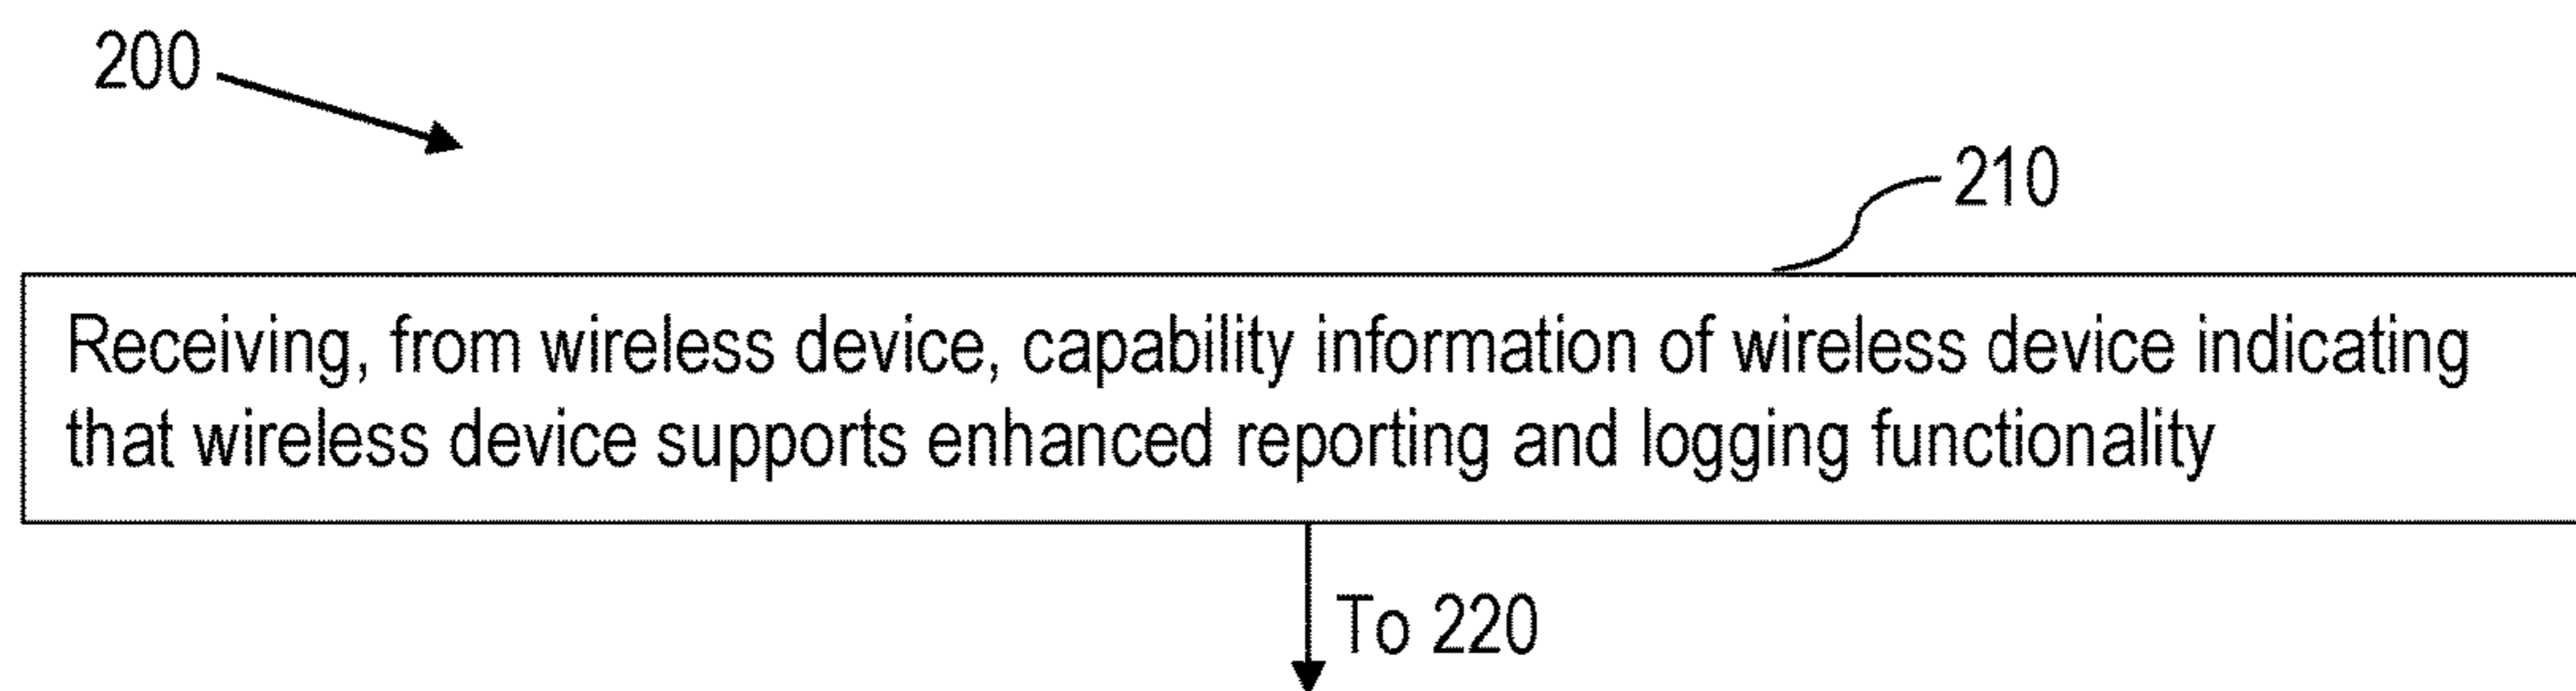 200
210
Receiving, from wireless device, capability information of wireless device indicating
that wireless device supports enhanced reporting and logging functionality
To 220